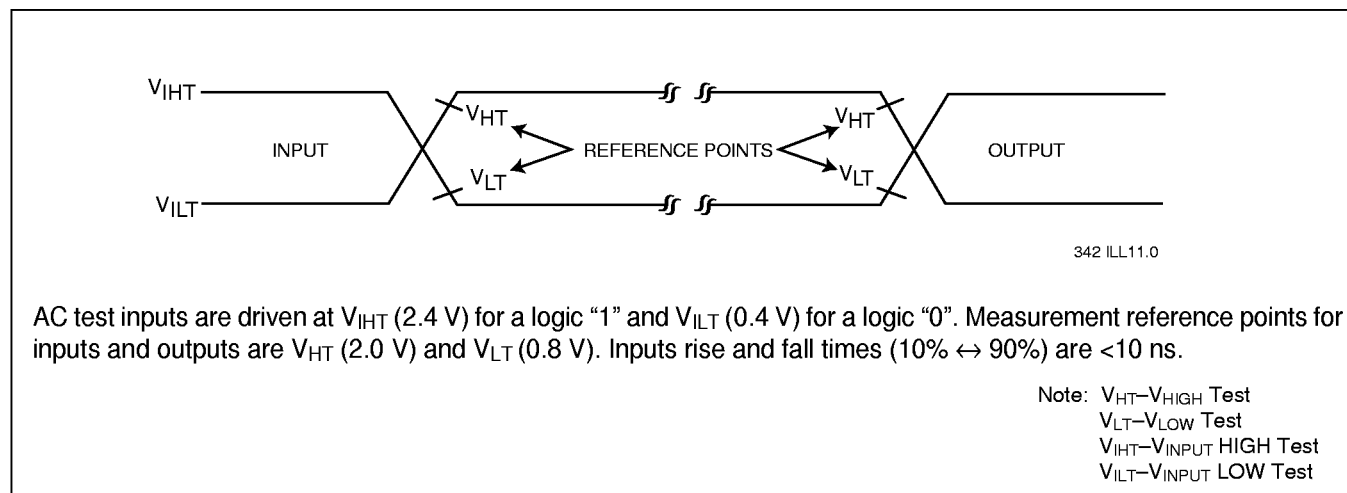 VIHT
VHT
VHT
INPUT
REFERENCE POINTS
OUTPUT
VLT
VLT
VILT
342 ILL11.0
AC test inputs are driven at VIHT (2.4 V) for a logic “1” and VILT (0.4 V) for a logic “0”. Measurement reference points for
inputs and outputs are VHT (2.0 V) and VLT (0.8 V). Inputs rise and fall times (10% ↔ 90%) are <10 ns.
Note: VHT–VHIGH Test
VLT–VLOW Test
VIHT–VINPUT HIGH Test
VILT–VINPUT LOW Test